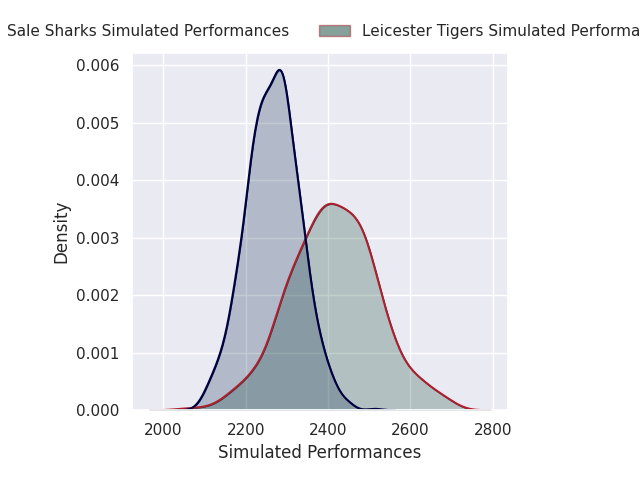 Sale Sharks Simulated Performances
Leicester Tigers Simulated Performa
0.006
0.005
0.004
0.003
0.002
0.001
0.000
Density
2000 2200 2400 2600 2800
Simulated Performances